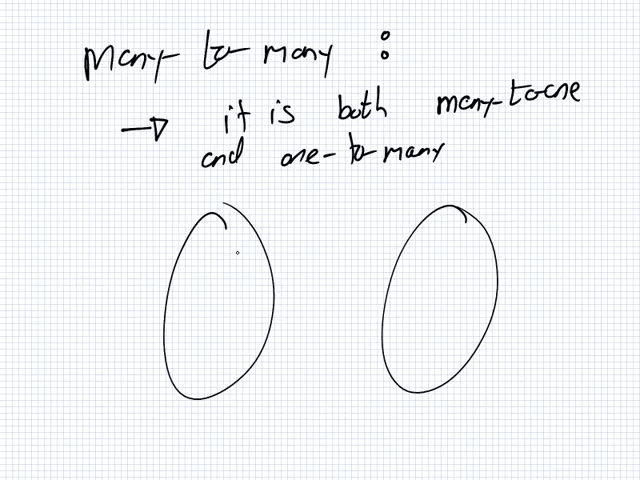 many-to-many :
→ it is both many-to-one
and one-to-many